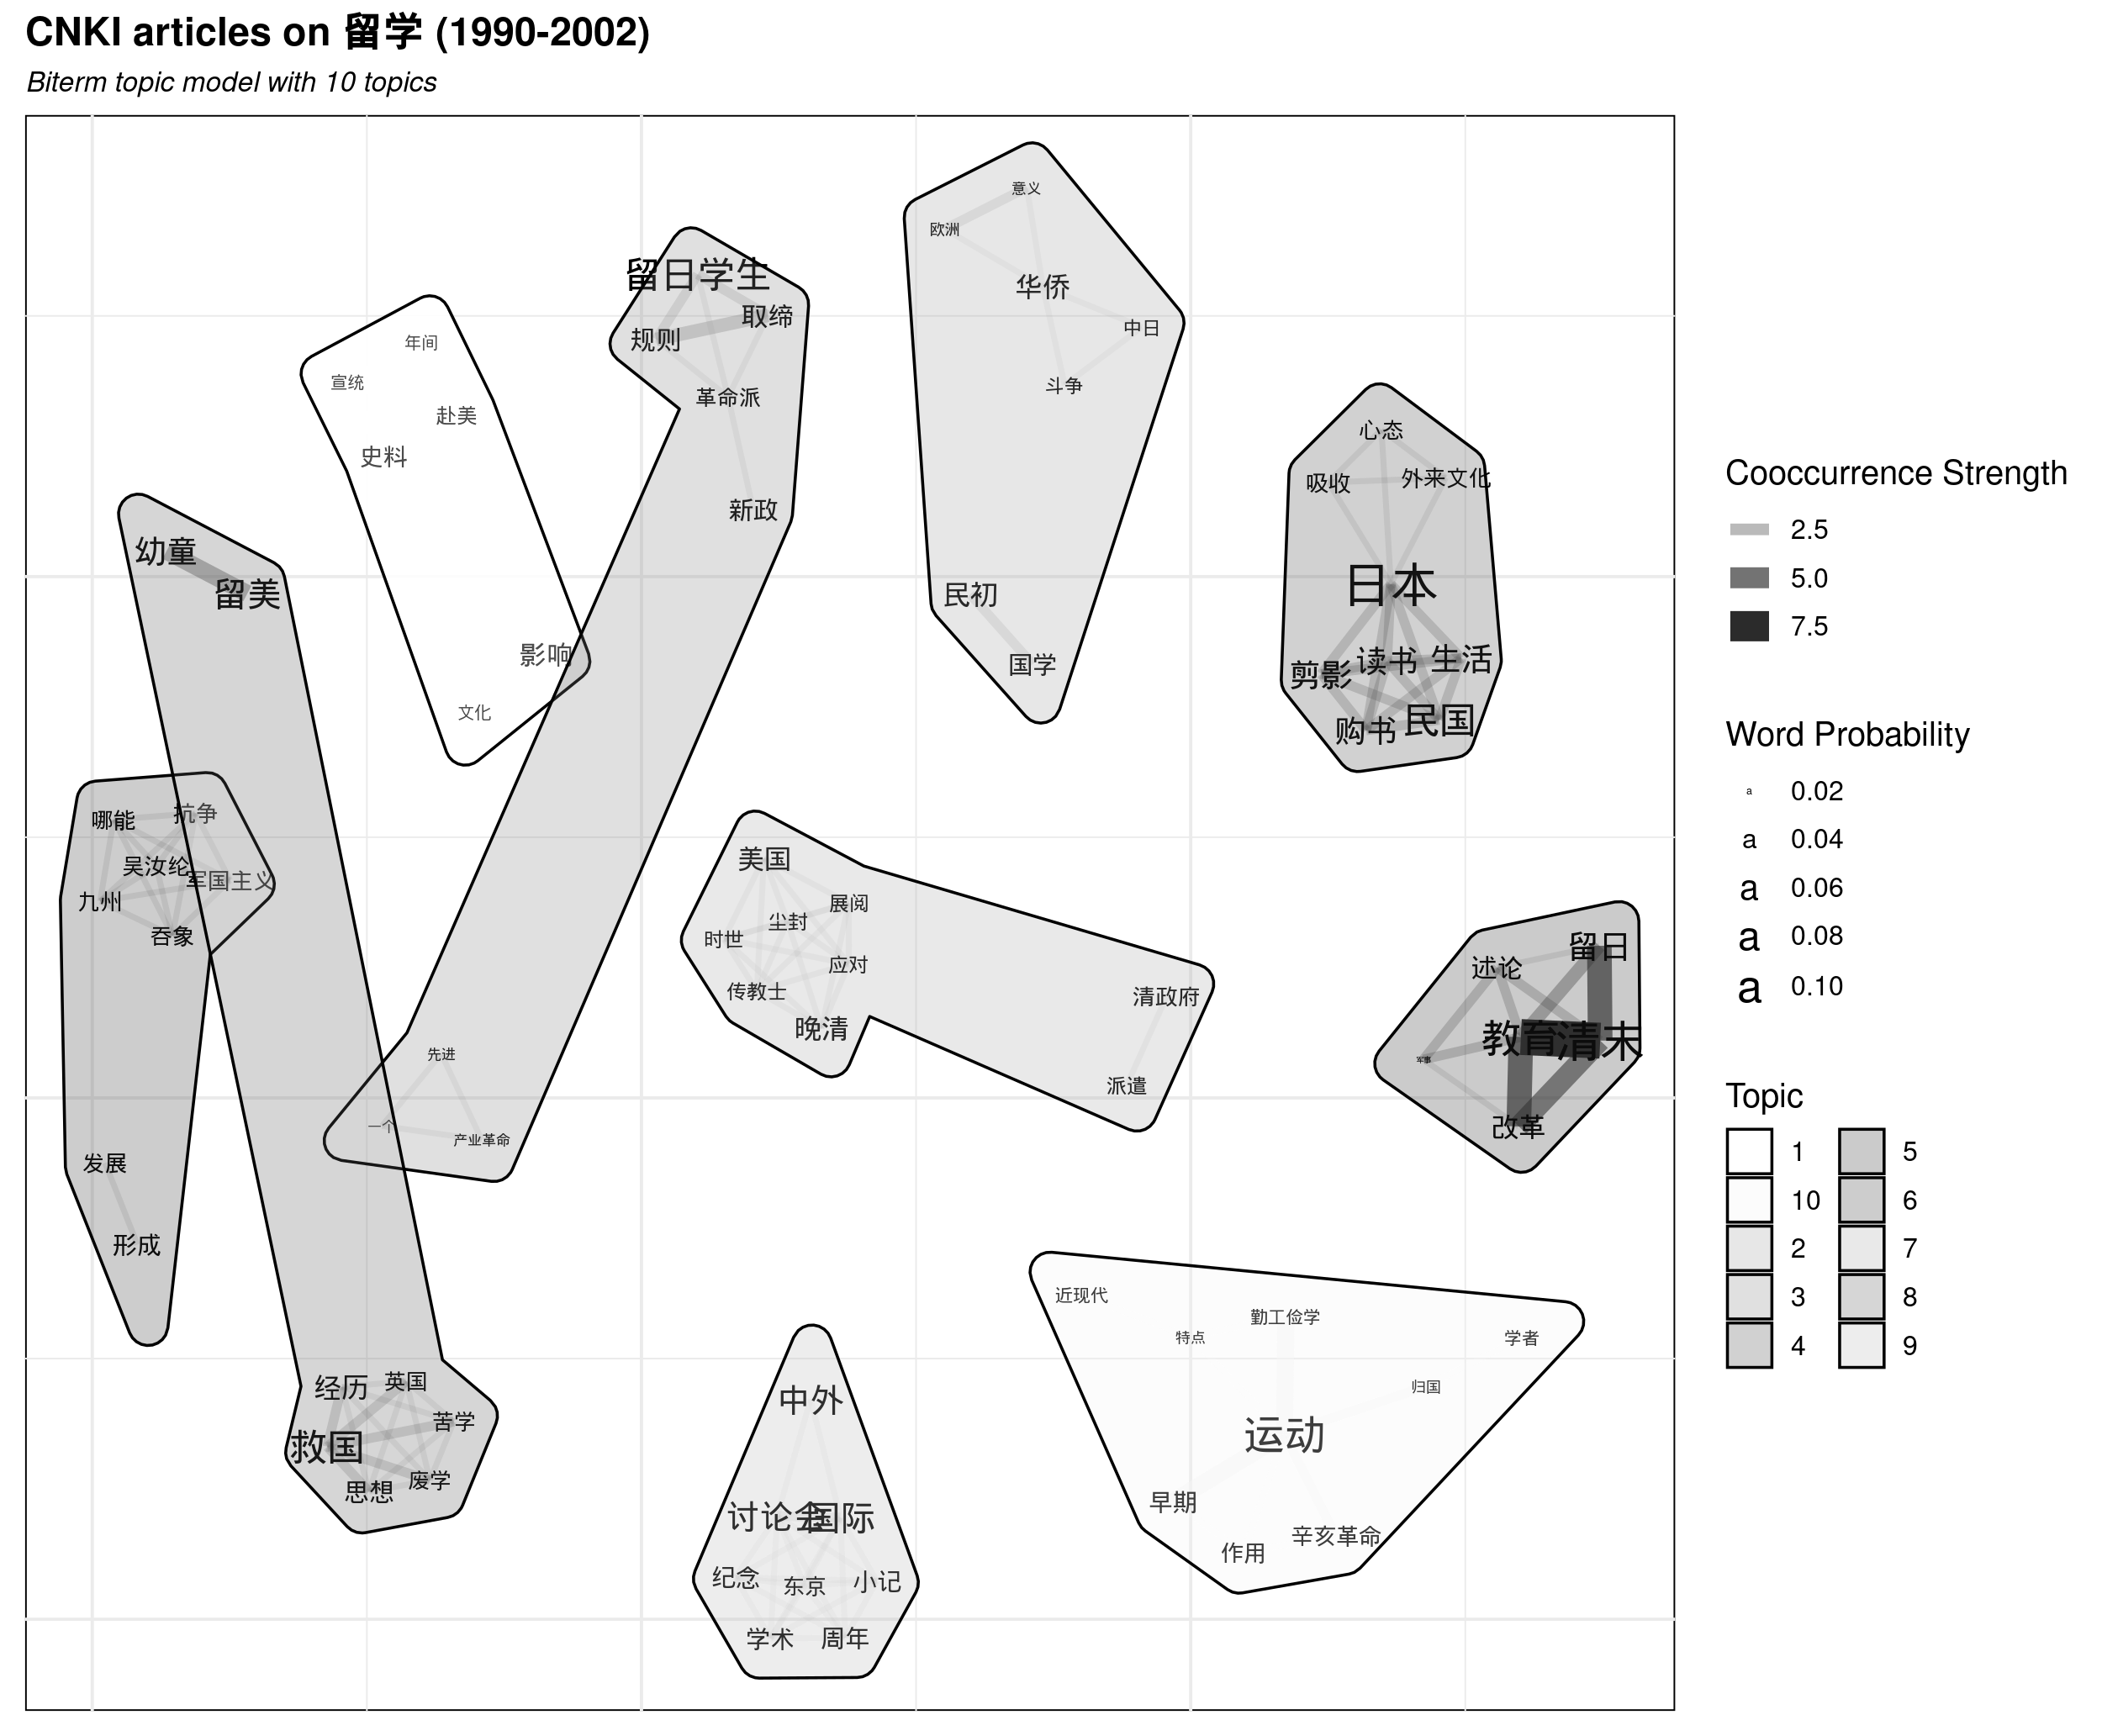 CNKI articles on 留学 (1990-2002)
Biterm topic model with 10 topics
意义
欧洲
华侨
中日
斗争
民初
国学
留日学生
取缔
规则
革命派
新政
先进
一个
产业革命
年间
宣统
赴美
史料
影响
文化
心态
吸收
外来文化
日本
剪影
读书
生活
购书
民国
幼童
留美
经历
英国
苦学
救国
思想
废学
哪能
抗争
吴汝纶
军国主义
九州
吞象
发展
形成
美国
展阅
尘封
时世
应对
传教士
晚清
清政府
派遣
留日
述论
教育
清末
军事
改革
近现代
勤工俭学
特点
学者
归国
运动
早期
作用
辛亥革命
中外
讨论会
国际
纪念
东京
小记
学术
周年
Cooccurrence Strength
2.5
5.0
7.5
Word Probability
a 0.02
a 0.04
a 0.06
a 0.08
a 0.10
Topic
1 5
10 6
2 7
3 8
4 9